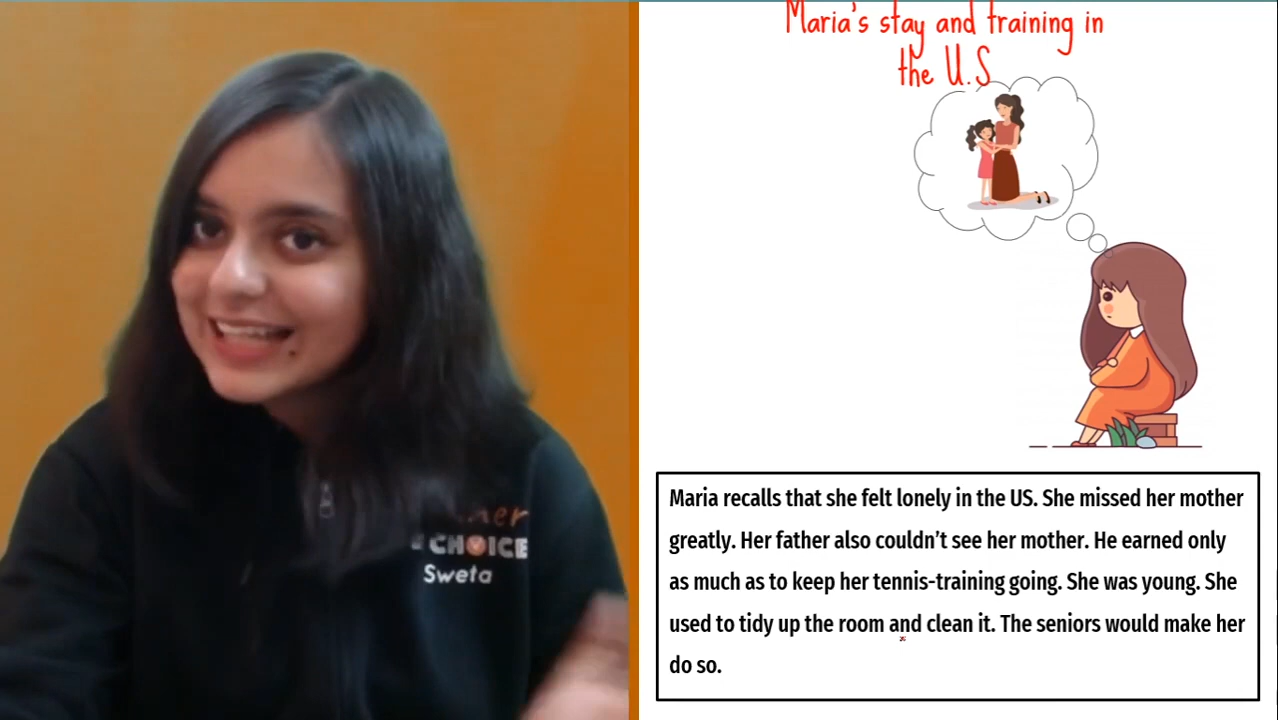 Maria's stay and training in
the U.S
CHOICE
Sweta
Maria recalls that she felt lonely in the US. She missed her mother
greatly. Her father also couldn't see her mother. He earned only
as much as to keep her tennis-training going. She was young. She
used to tidy up the room and clean it. The seniors would make her
do so.